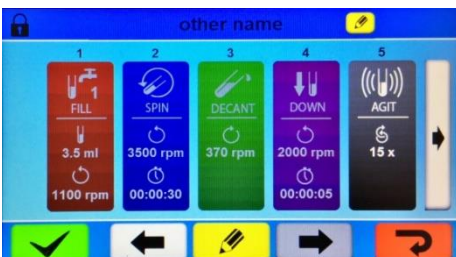 other name
1 2 3 4 5
1
FILL SPIN DECANT DOWN AGIT
3.5 ml 3500 rpm 370 rpm 2000 rpm 15 x
1100 rpm 00:00:30 00:00:05